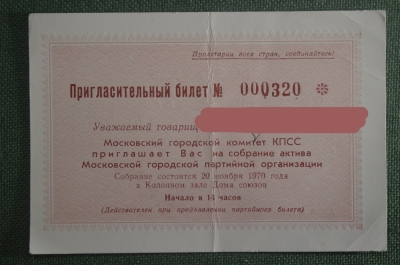 Пролетарии всех стран, соединяйтесь!
Пригласительный билет № 000320 ✻
Уважаемый товарищ
Московский городской комитет КПСС
приглашает Вас на собрание актива
Московской городской партийной организации
Собрание состоится 20 ноября 1970 года
в Колонном зале Дома союзов
Начало в 14 часов
(Действителен при предъявлении партийного билета)